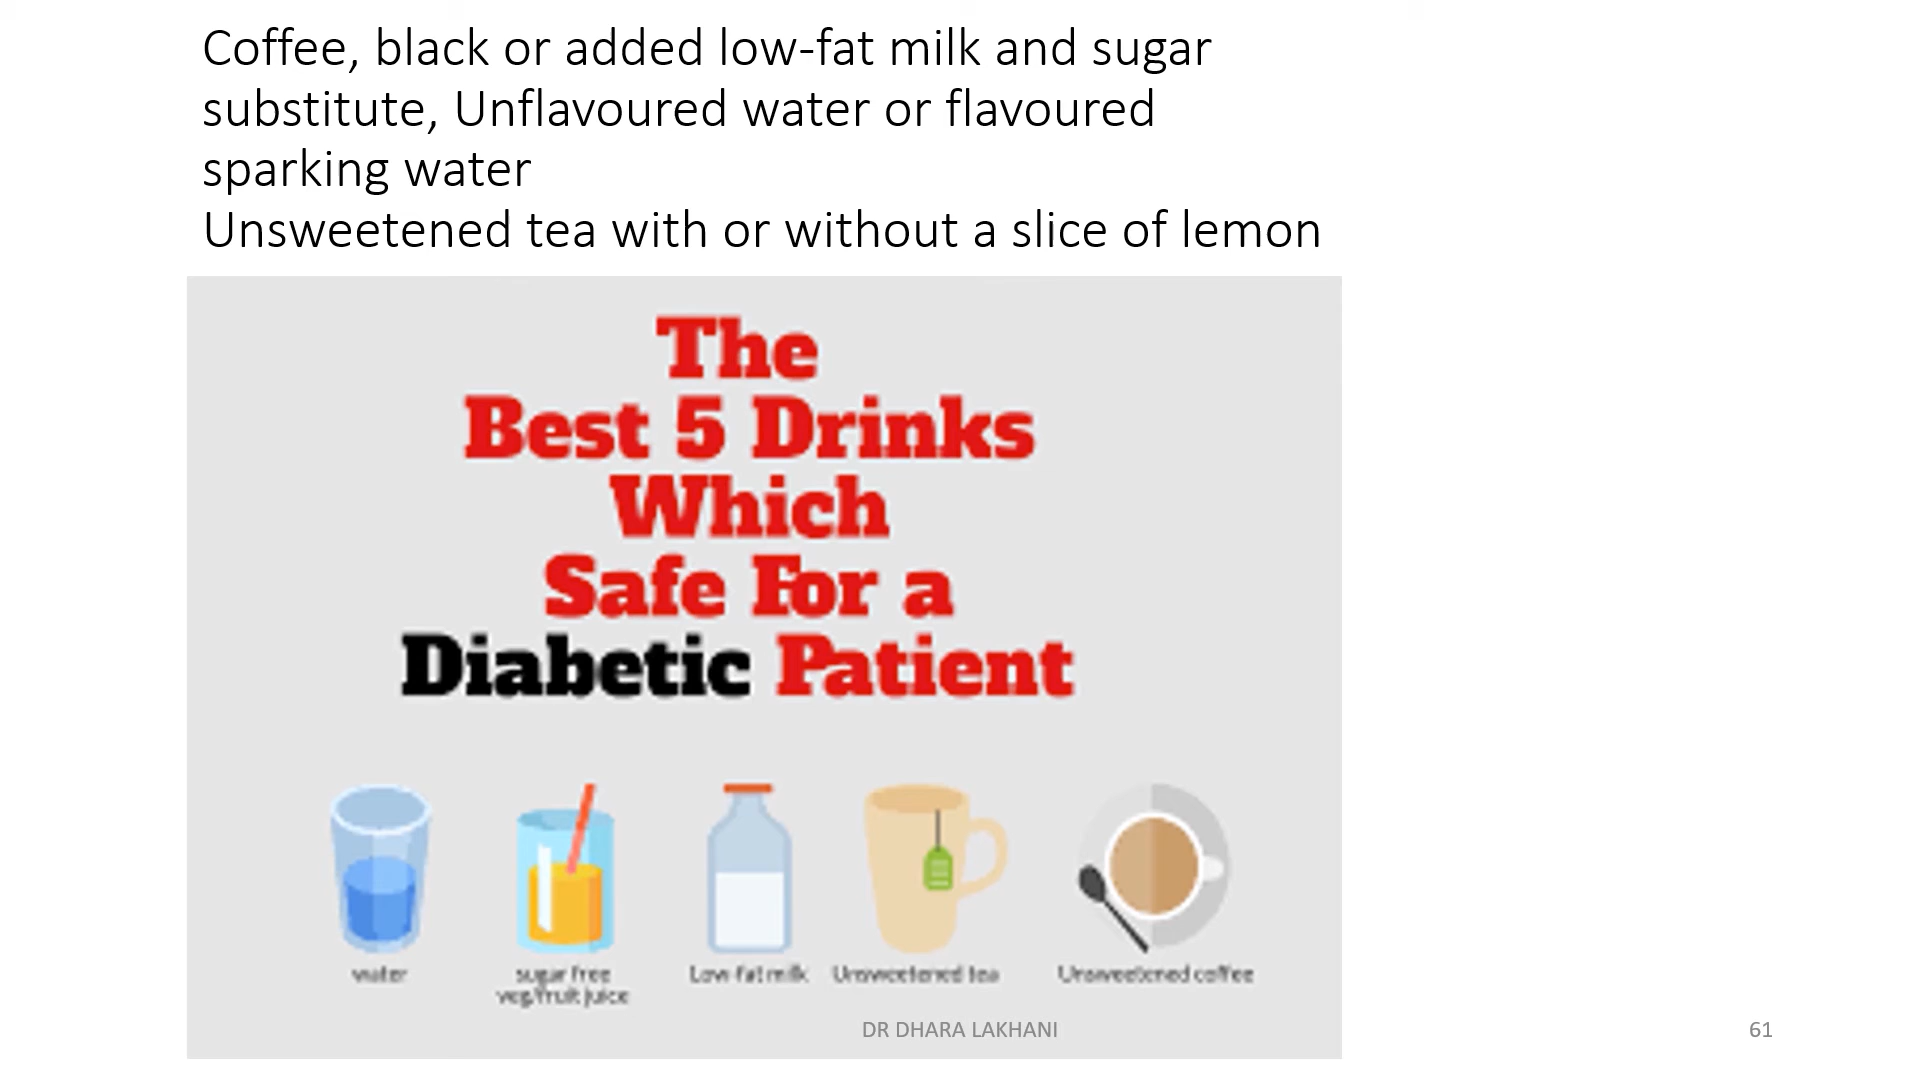 Coffee, black or added low-fat milk and sugar
substitute, Unflavoured water or flavoured
sparking water
Unsweetened tea with or without a slice of lemon
The
Best 5 Drinks
Which
Safe For a
Diabetic Patient
water
sugar free
veg/fruit juice
Low-fat milk
Unsweetened tea
Unsweetened coffee
DR DHARA LAKHANI
61